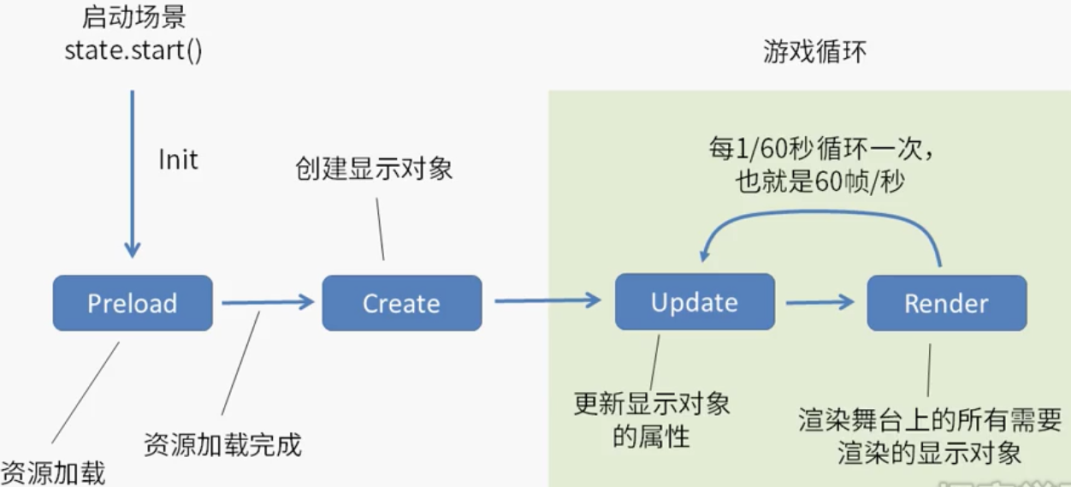 启动场景
state.start()
游戏循环
Init
创建显示对象
每1/60秒循环一次，
也就是60帧/秒
Preload
Create
Update
Render
资源加载
资源加载完成
更新显示对象
的属性
渲染舞台上的所有需要
渲染的显示对象